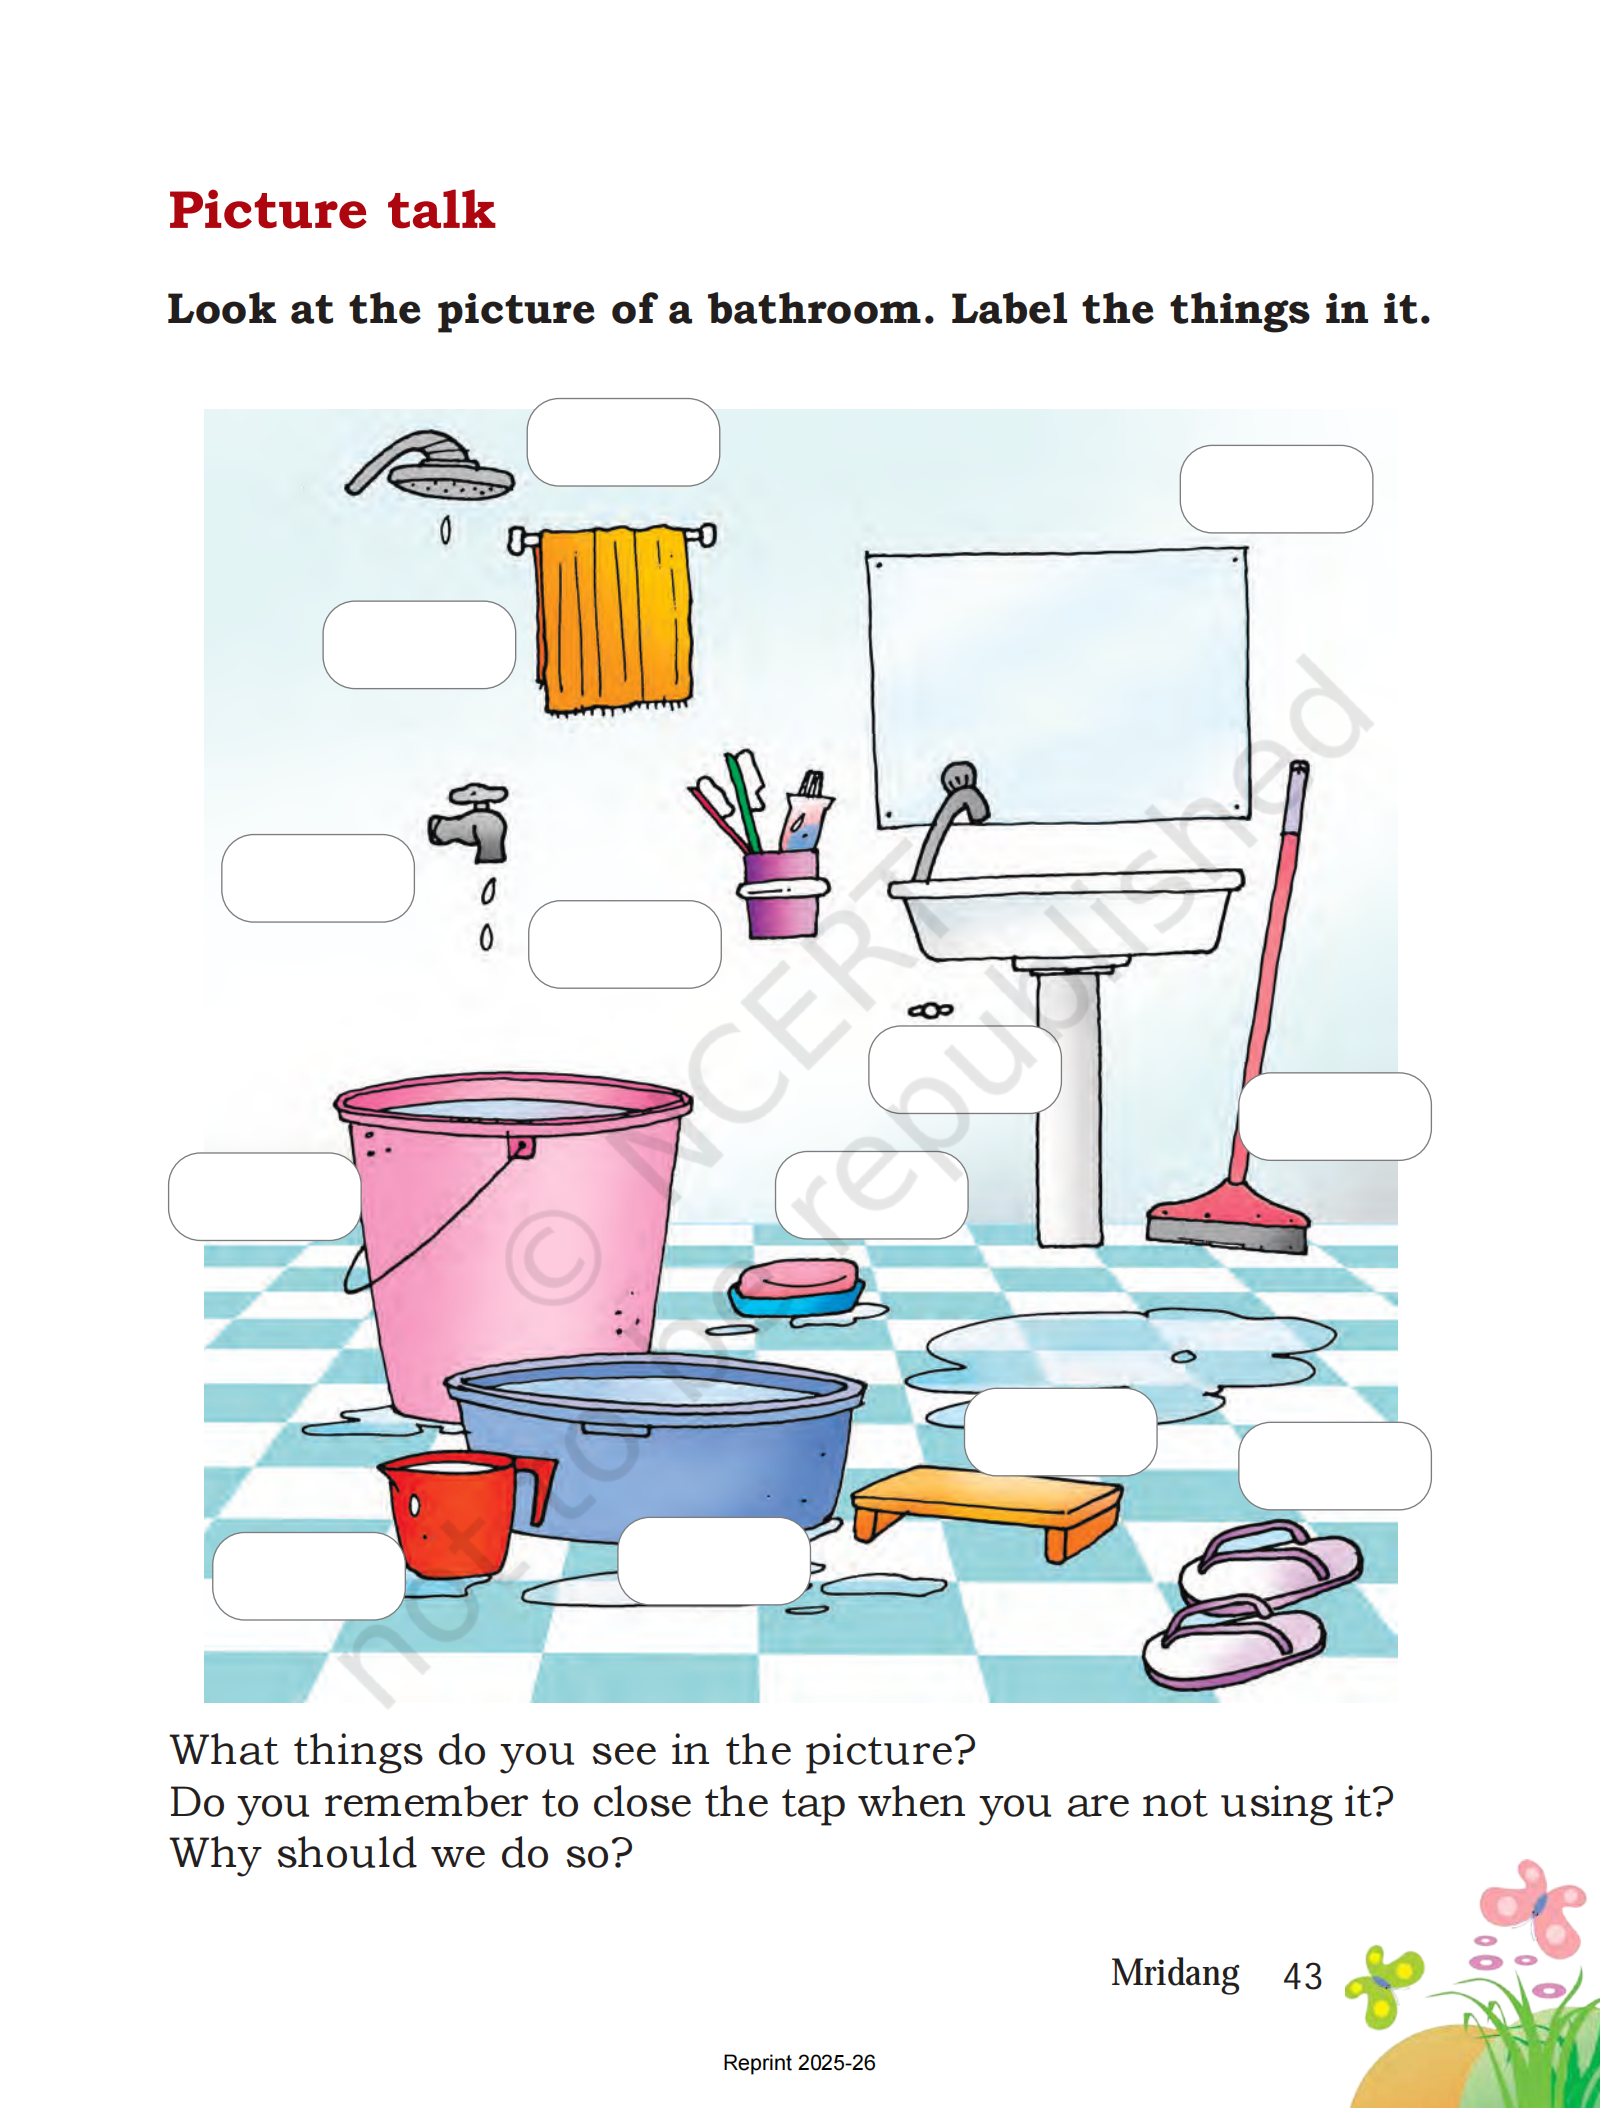 Picture talk
Look at the picture of a bathroom. Label the things in it.
© NCERT
not to be republished
What things do you see in the picture?
Do you remember to close the tap when you are not using it?
Why should we do so?
Mridang 43
Reprint 2025-26